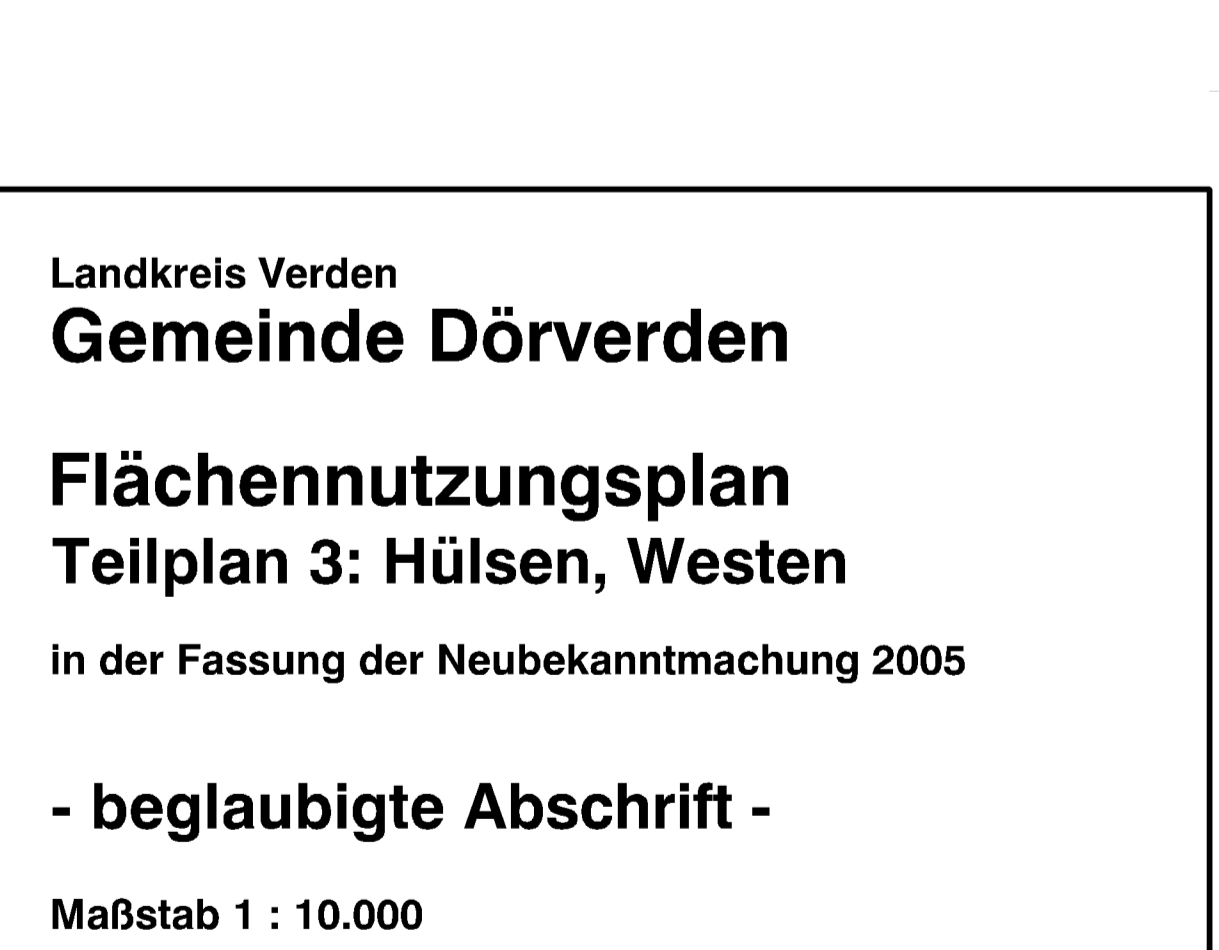 Landkreis Verden
Gemeinde Dörverden
Flächennutzungsplan
Teilplan 3: Hülsen, Westen
in der Fassung der Neubekanntmachung 2005
- beglaubigte Abschrift -
Maßstab 1 : 10.000